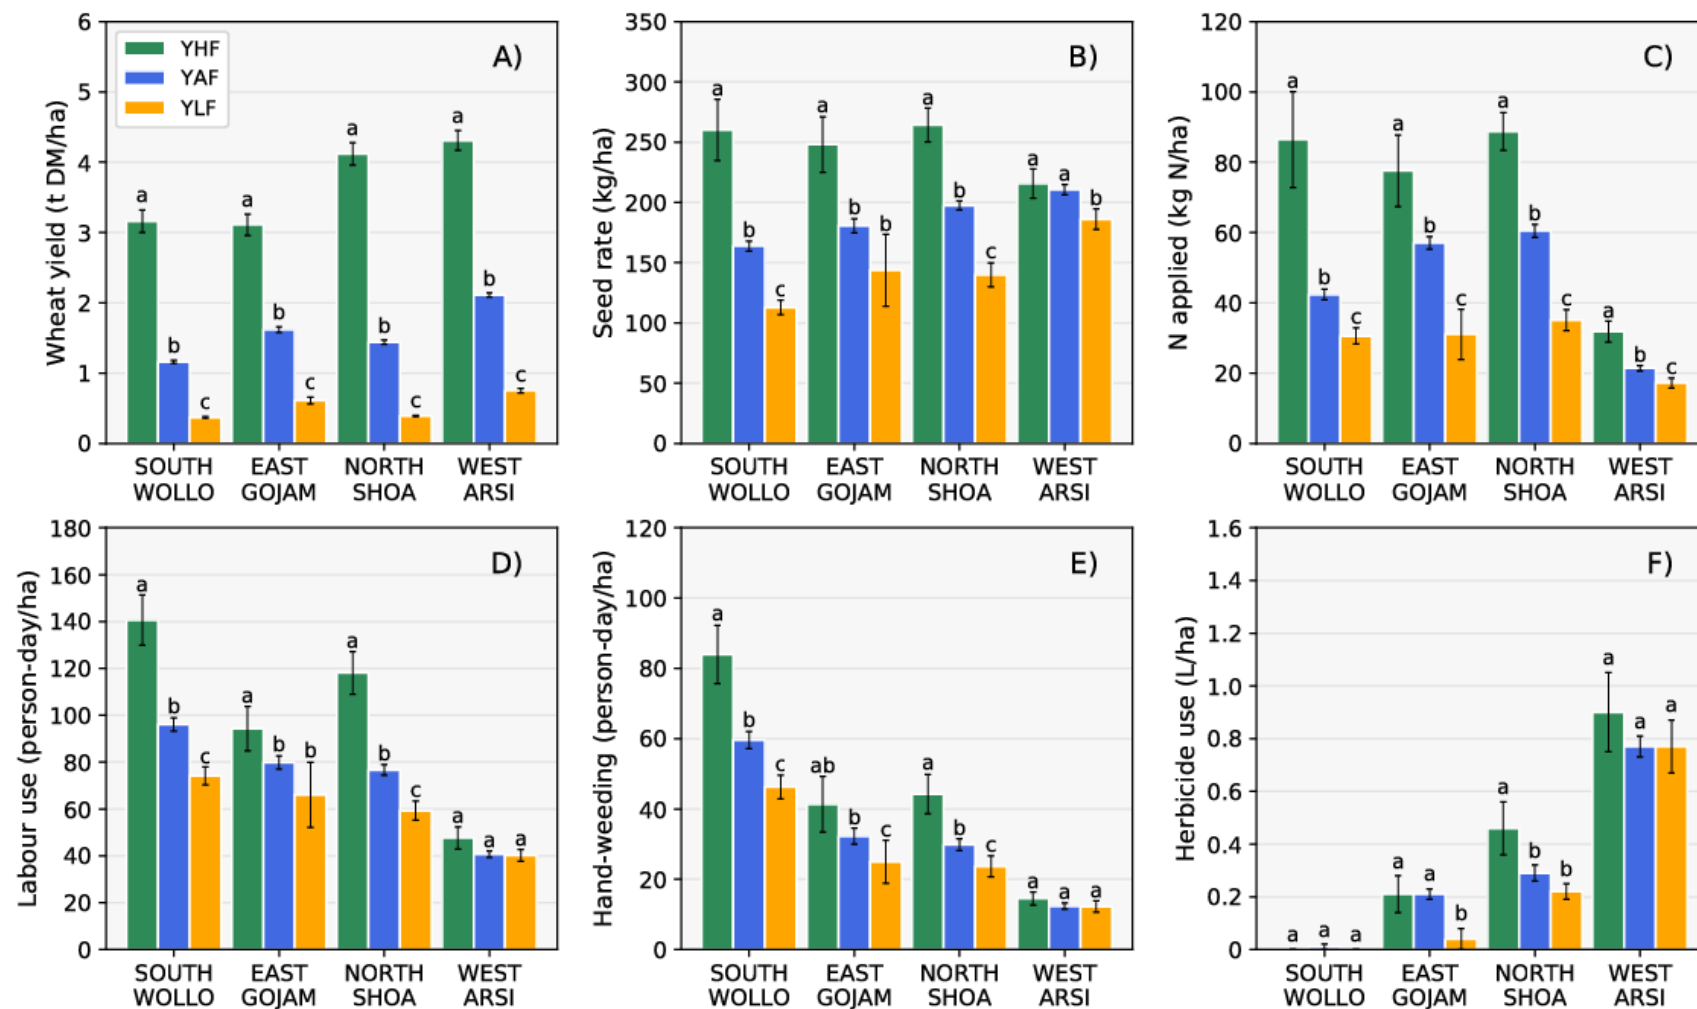 A)
YHF
YAF
YLF
Wheat yield (t DM/ha)
6
5
4
3
2
1
0
a
b
c
a
b
c
a
b
c
a
b
c
SOUTH
WOLLO
EAST
GOJAM
NORTH
SHOA
WEST
ARSI
B)
Seed rate (kg/ha)
350
300
250
200
150
100
50
0
a
b
c
a
b
b
a
b
c
a
a
b
SOUTH
WOLLO
EAST
GOJAM
NORTH
SHOA
WEST
ARSI
C)
N applied (kg N/ha)
120
100
80
60
40
20
0
a
b
c
a
b
c
a
b
c
a
b
c
SOUTH
WOLLO
EAST
GOJAM
NORTH
SHOA
WEST
ARSI
D)
Labour use (person-day/ha)
180
160
140
120
100
80
60
40
20
0
a
b
c
a
b
b
a
b
c
a
a
a
SOUTH
WOLLO
EAST
GOJAM
NORTH
SHOA
WEST
ARSI
E)
Hand-weeding (person-day/ha)
120
100
80
60
40
20
0
a
b
c
ab
b
c
a
b
c
a
a
a
SOUTH
WOLLO
EAST
GOJAM
NORTH
SHOA
WEST
ARSI
F)
Herbicide use (L/ha)
1.6
1.4
1.2
1.0
0.8
0.6
0.4
0.2
0
a
a
a
a
a
b
a
b
b
a
a
a
SOUTH
WOLLO
EAST
GOJAM
NORTH
SHOA
WEST
ARSI